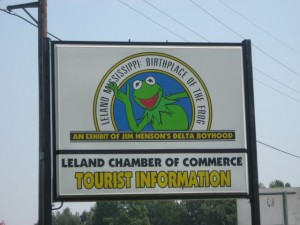 LELAND MISSISSIPPI: BIRTHPLACE OF THE FROG
AN EXHIBIT OF JIM HENSON'S DELTA BOYHOOD
LELAND CHAMBER OF COMMERCE
TOURIST INFORMATION